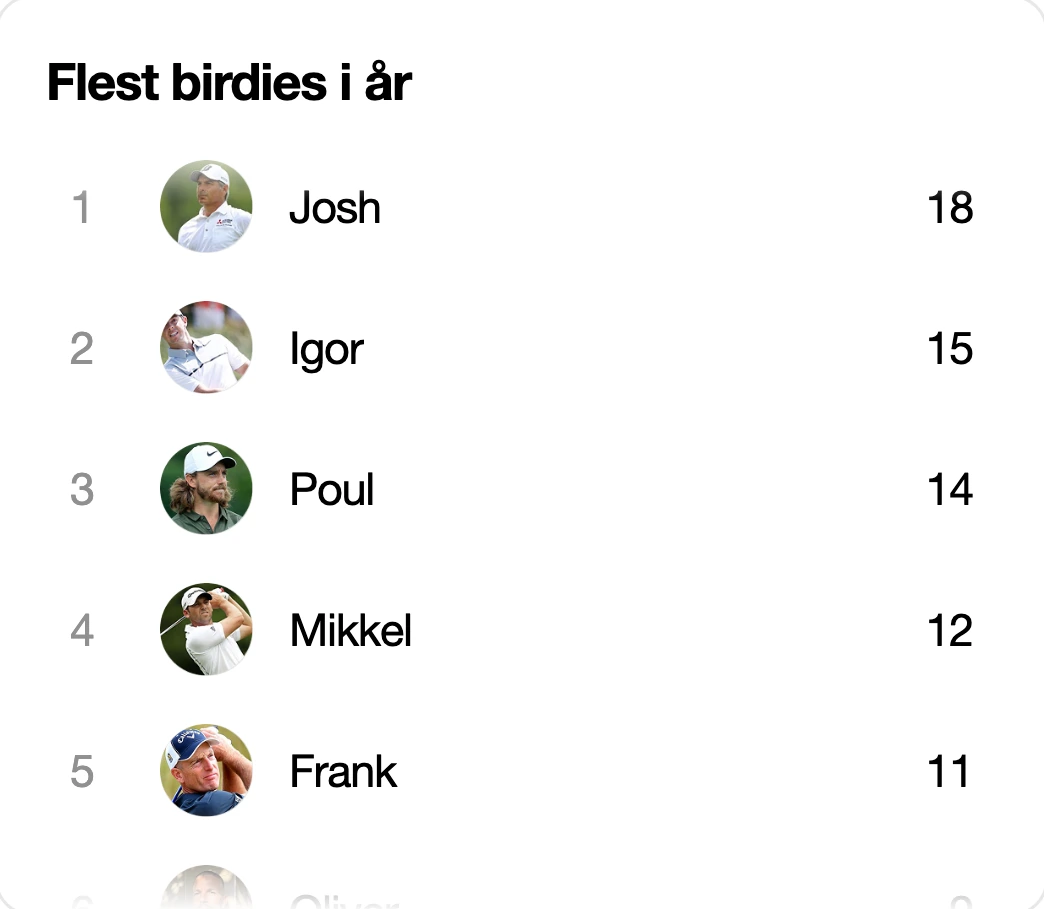 Flest birdies i år
1 Josh 18
2 Igor 15
3 Poul 14
4 Mikkel 12
5 Frank 11